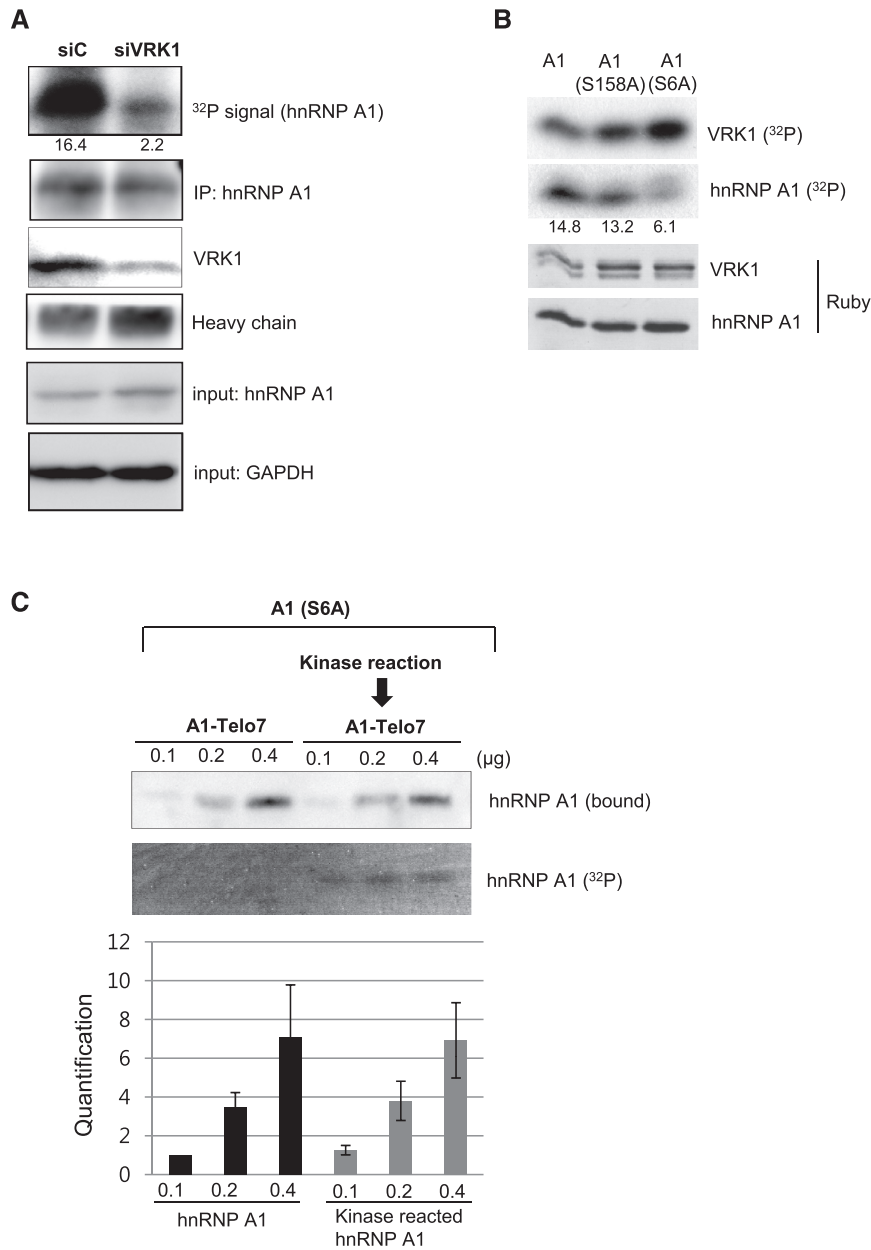 A
siC siVRK1
32P signal (hnRNP A1)
16.4 2.2
IP: hnRNP A1
VRK1
Heavy chain
input: hnRNP A1
input: GAPDH
B
A1 A1 (S158A) A1 (S6A)
VRK1 (32P)
hnRNP A1 (32P)
14.8 13.2 6.1
VRK1
hnRNP A1
Ruby
C
A1 (S6A)
Kinase reaction
A1-Telo7 A1-Telo7
0.1 0.2 0.4 0.1 0.2 0.4 (µg)
hnRNP A1 (bound)
hnRNP A1 (32P)
Quantification
12
10
8
6
4
2
0
0.1 0.2 0.4 0.1 0.2 0.4
hnRNP A1
Kinase reacted
hnRNP A1